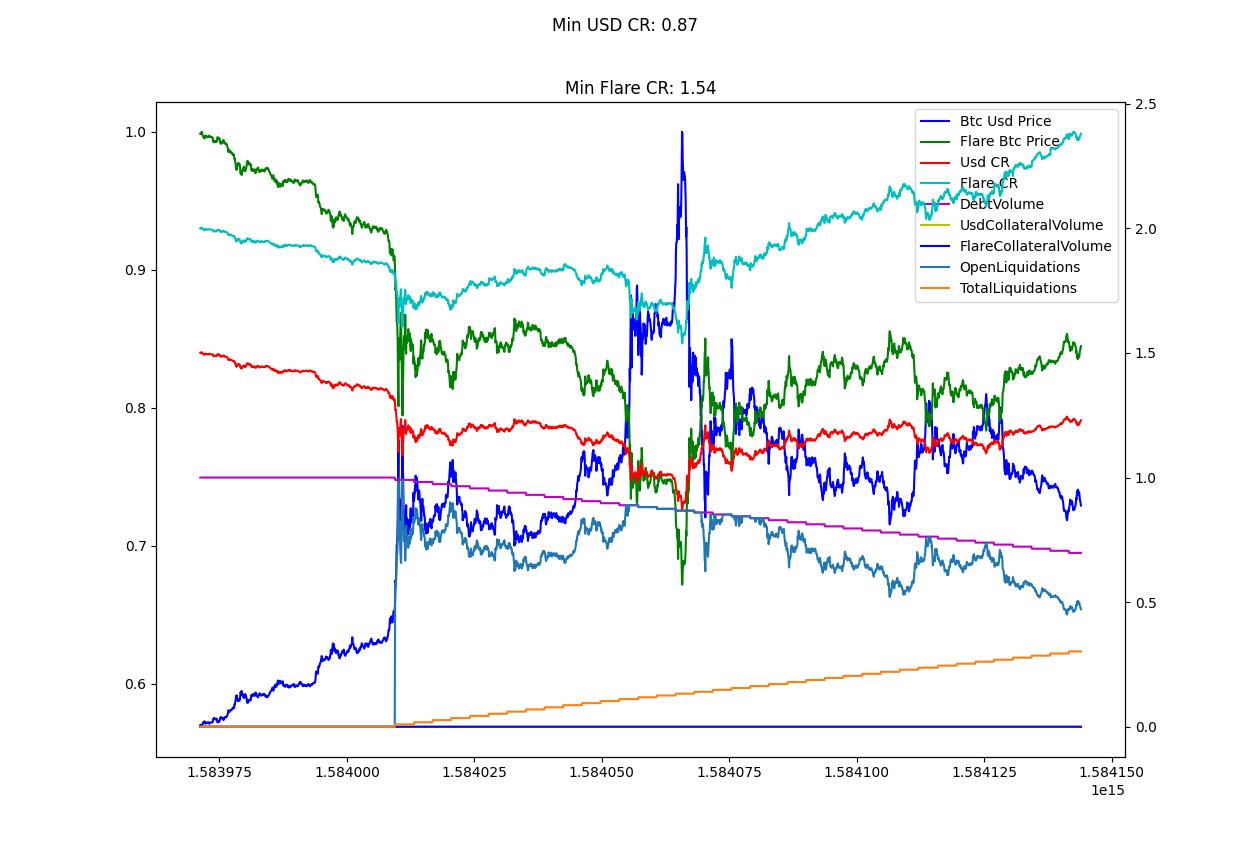 Min USD CR: 0.87
Min Flare CR: 1.54
1.0
0.9
0.8
0.7
0.6
2.5
2.0
1.5
1.0
0.5
0.0
Btc Usd Price
Flare Btc Price
Usd CR
Flare CR
DebtVolume
UsdCollateralVolume
FlareCollateralVolume
OpenLiquidations
TotalLiquidations
1.583975 1.584000 1.584025 1.584050 1.584075 1.584100 1.584125 1.584150
1e15